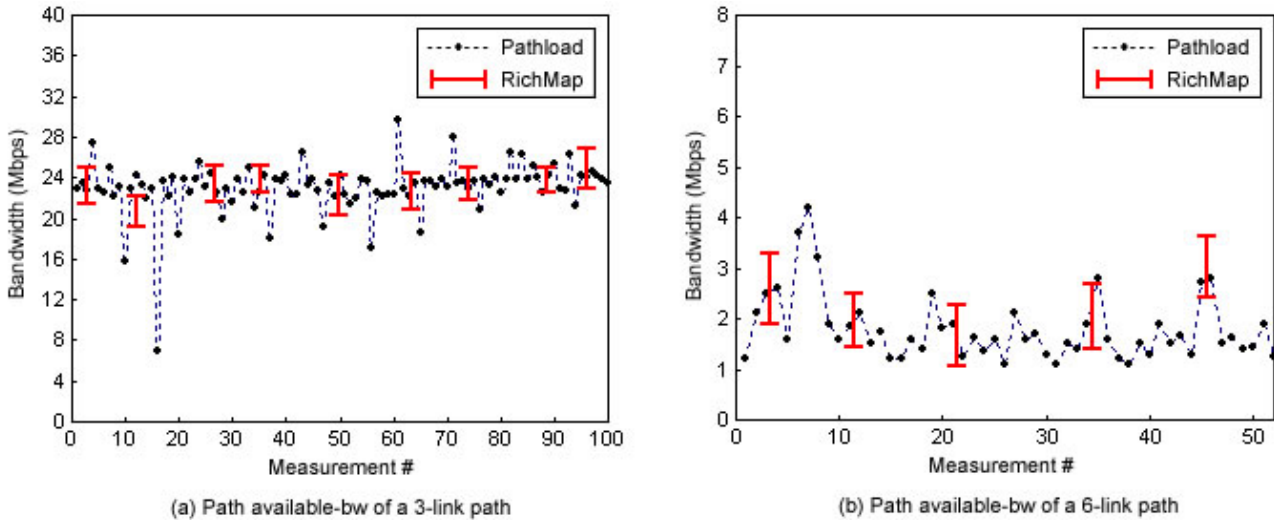 40
36
32
28
24
20
16
12
8
4
0
Bandwidth (Mbps)
Pathload
RichMap
0 10 20 30 40 50 60 70 80 90 100
Measurement #
(a) Path available-bw of a 3-link path
8
7
6
5
4
3
2
1
0
Bandwidth (Mbps)
Pathload
RichMap
0 10 20 30 40 50
Measurement #
(b) Path available-bw of a 6-link path